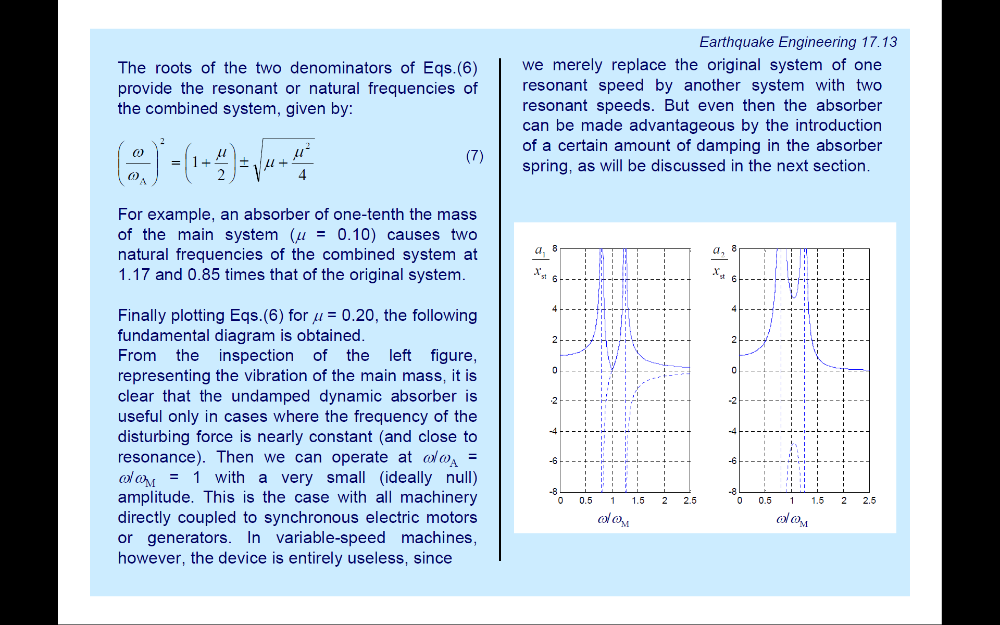 Earthquake Engineering 17.13
The roots of the two denominators of Eqs.(6)
provide the resonant or natural frequencies of
the combined system, given by:
(ω/ω_A)² = (1 + μ/2) ± √(μ + μ²/4) (7)
For example, an absorber of one-tenth the mass
of the main system (μ = 0.10) causes two
natural frequencies of the combined system at
1.17 and 0.85 times that of the original system.
Finally plotting Eqs.(6) for μ = 0.20, the following
fundamental diagram is obtained.
From the inspection of the left figure,
representing the vibration of the main mass, it is
clear that the undamped dynamic absorber is
useful only in cases where the frequency of the
disturbing force is nearly constant (and close to
resonance). Then we can operate at ω/ω_A =
ω/ω_M = 1 with a very small (ideally null)
amplitude. This is the case with all machinery
directly coupled to synchronous electric motors
or generators. In variable-speed machines,
however, the device is entirely useless, since
we merely replace the original system of one
resonant speed by another system with two
resonant speeds. But even then the absorber
can be made advantageous by the introduction
of a certain amount of damping in the absorber
spring, as will be discussed in the next section.
a₁/x_st
8
6
4
2
0
-2
-4
-6
-8
0 0.5 1 1.5 2 2.5
ω/ω_M
a₂/x_st
8
6
4
2
0
-2
-4
-6
-8
0 0.5 1 1.5 2 2.5
ω/ω_M